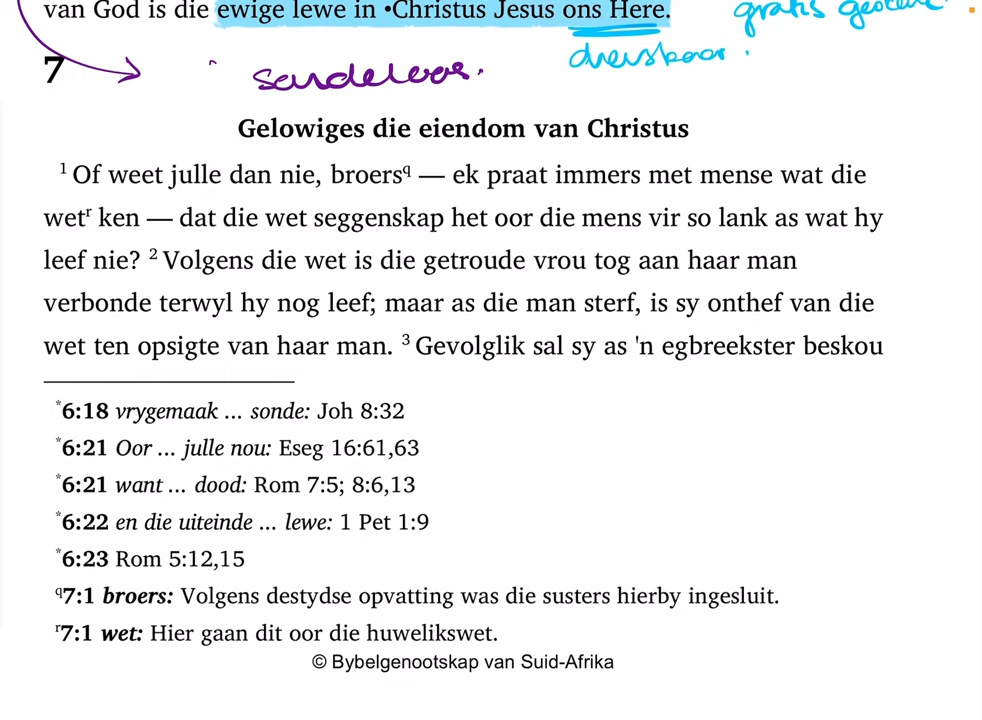 van God is die ewige lewe in •Christus Jesus ons Here.
gratis
diensbaar.
7
sondeloos.
Gelowiges die eiendom van Christus
¹ Of weet julle dan nie, broersq — ek praat immers met mense wat die
wetr ken — dat die wet seggenskap het oor die mens vir so lank as wat hy
leef nie? ² Volgens die wet is die getroude vrou tog aan haar man
verbonde terwyl hy nog leef; maar as die man sterf, is sy onthef van die
wet ten opsigte van haar man. ³ Gevolglik sal sy as 'n egbreekster beskou
*6:18 vrygemaak ... sonde: Joh 8:32
*6:21 Oor ... julle nou: Eseg 16:61,63
*6:21 want ... dood: Rom 7:5; 8:6,13
*6:22 en die uiteinde ... lewe: 1 Pet 1:9
*6:23 Rom 5:12,15
q7:1 broers: Volgens destydse opvatting was die susters hierby ingesluit.
r7:1 wet: Hier gaan dit oor die huwelikswet.
© Bybelgenootskap van Suid-Afrika